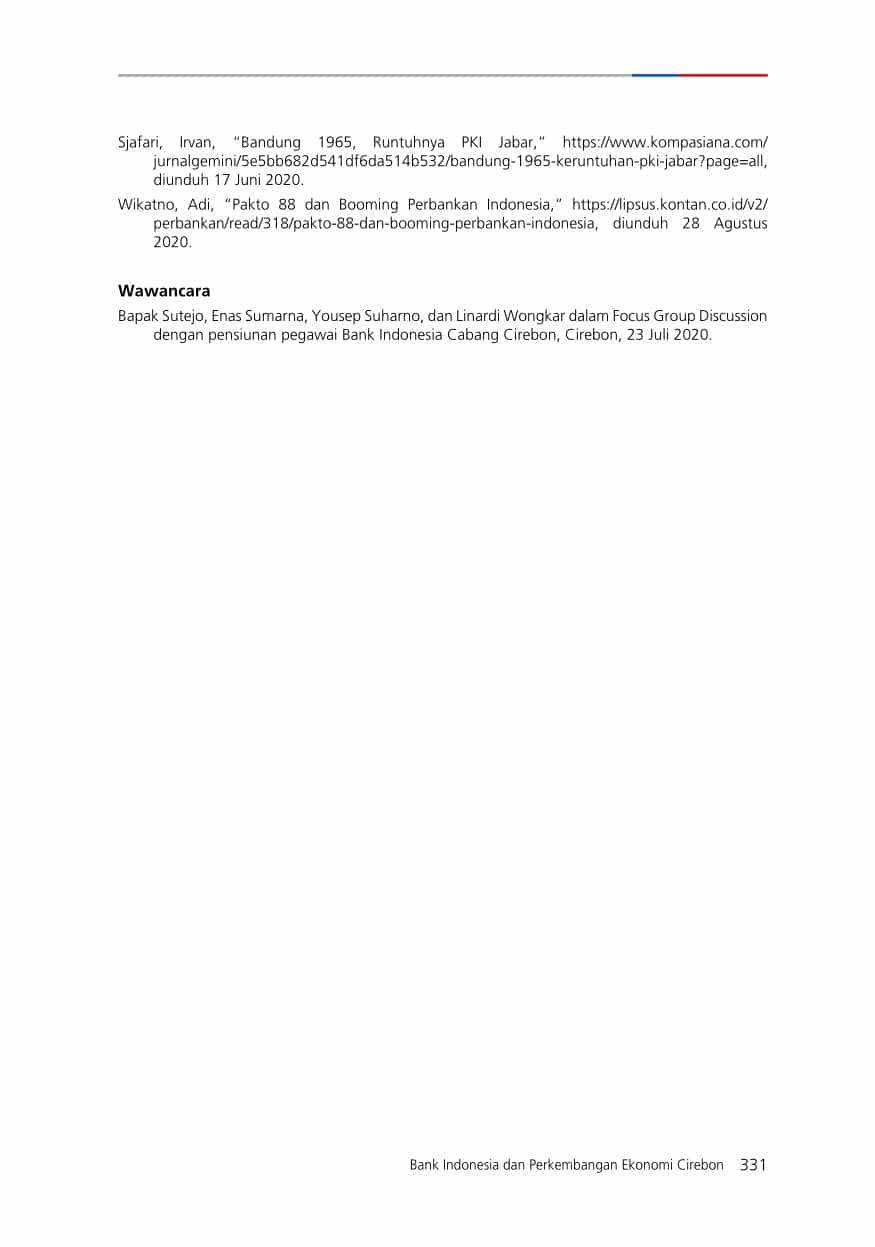 Sjafari, Irvan, “Bandung 1965, Runtuhnya PKI Jabar,” https://www.kompasiana.com/
jurnalgemini/5e5bb682d541df6da514b532/bandung-1965-keruntuhan-pki-jabar?page=all,
diunduh 17 Juni 2020.
Wikatno, Adi, “Pakto 88 dan Booming Perbankan Indonesia,” https://lipsus.kontan.co.id/v2/
perbankan/read/318/pakto-88-dan-booming-perbankan-indonesia, diunduh 28 Agustus
2020.
Wawancara
Bapak Sutejo, Enas Sumarna, Yousep Suharno, dan Linardi Wongkar dalam Focus Group Discussion
dengan pensiunan pegawai Bank Indonesia Cabang Cirebon, Cirebon, 23 Juli 2020.
Bank Indonesia dan Perkembangan Ekonomi Cirebon 331